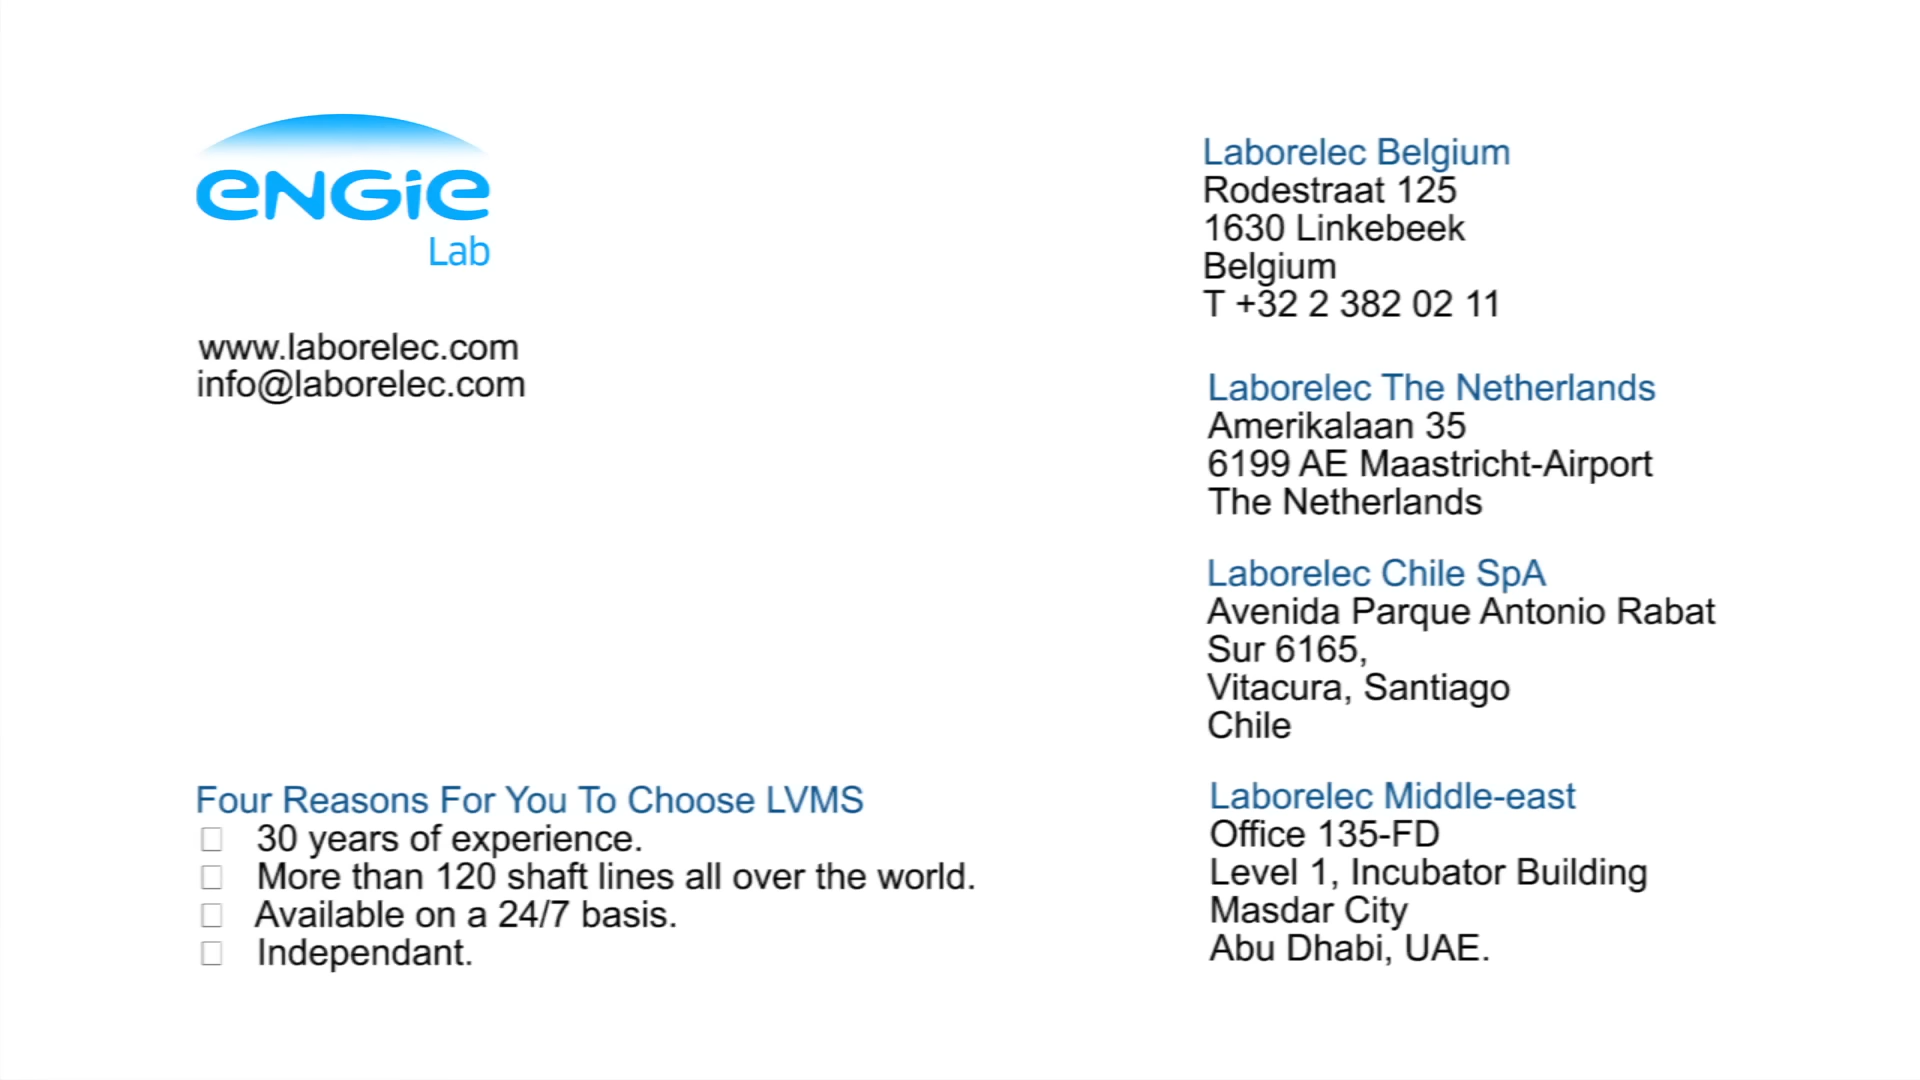 eNGie
Lab
www.laborelec.com
info@laborelec.com
Four Reasons For You To Choose LVMS
30 years of experience.
More than 120 shaft lines all over the world.
Available on a 24/7 basis.
Independant.
Laborelec Belgium
Rodestraat 125
1630 Linkebeek
Belgium
T +32 2 382 02 11
Laborelec The Netherlands
Amerikalaan 35
6199 AE Maastricht-Airport
The Netherlands
Laborelec Chile SpA
Avenida Parque Antonio Rabat
Sur 6165,
Vitacura, Santiago
Chile
Laborelec Middle-east
Office 135-FD
Level 1, Incubator Building
Masdar City
Abu Dhabi, UAE.